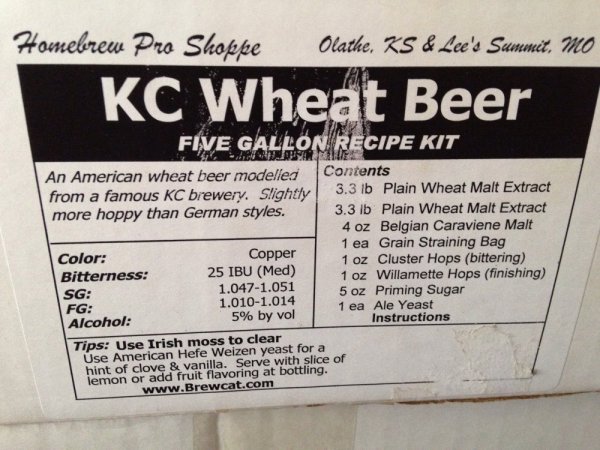 Homebrew Pro Shoppe
Olathe, KS & Lee's Summit, MO
KC Wheat Beer
FIVE GALLON RECIPE KIT
An American wheat beer modelled
from a famous KC brewery. Slightly
more hoppy than German styles.
Color: Copper
Bitterness: 25 IBU (Med)
SG: 1.047-1.051
FG: 1.010-1.014
Alcohol: 5% by vol
Contents
3.3 lb Plain Wheat Malt Extract
3.3 lb Plain Wheat Malt Extract
4 oz Belgian Caraviene Malt
1 ea Grain Straining Bag
1 oz Cluster Hops (bittering)
1 oz Willamette Hops (finishing)
5 oz Priming Sugar
1 ea Ale Yeast
Instructions
Tips: Use Irish moss to clear
Use American Hefe Weizen yeast for a
hint of clove & vanilla. Serve with slice of
lemon or add fruit flavoring at bottling.
www.Brewcat.com